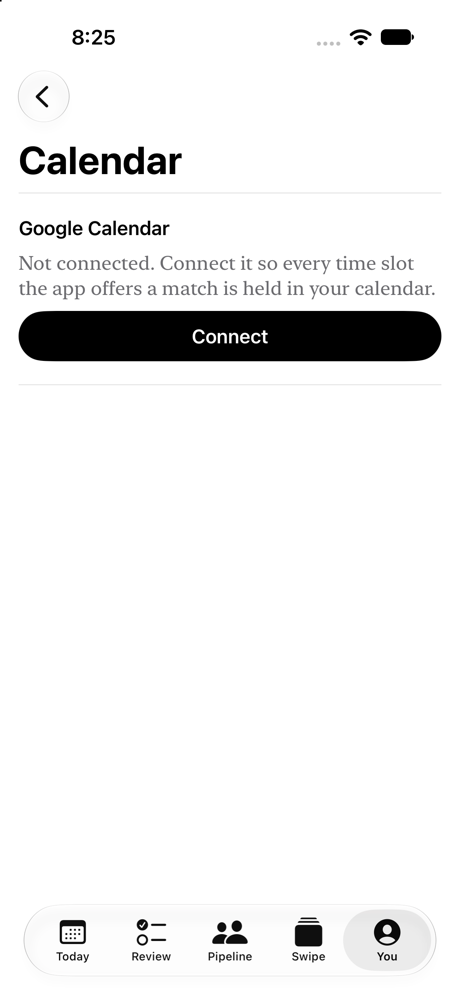 8:25
Calendar
Google Calendar
Not connected. Connect it so every time slot
the app offers a match is held in your calendar.
Connect
Today
Review
Pipeline
Swipe
You